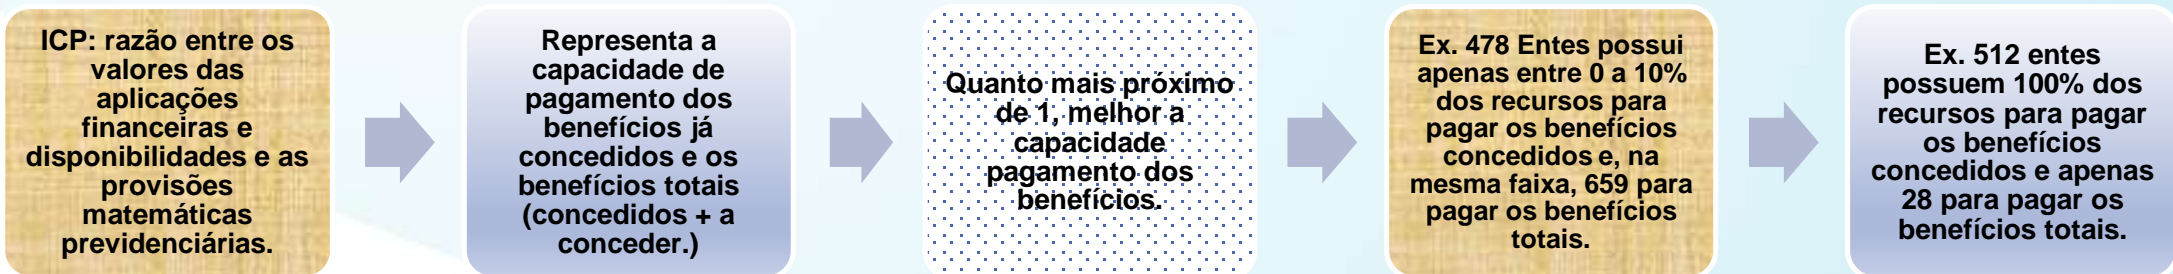 ICP: razão entre os
valores das
aplicações
financeiras e
disponibilidades e as
provisões
matemáticas
previdenciárias.
Representa a
capacidade de
pagamento dos
benefícios já
concedidos e os
benefícios totais
(concedidos + a
conceder.)
Quanto mais próximo
de 1, melhor a
capacidade
pagamento dos
benefícios.
Ex. 478 Entes possui
apenas entre 0 a 10%
dos recursos para
pagar os benefícios
concedidos e, na
mesma faixa, 659 para
pagar os benefícios
totais.
Ex. 512 entes
possuem 100% dos
recursos para pagar
os benefícios
concedidos e apenas
28 para pagar os
benefícios totais.